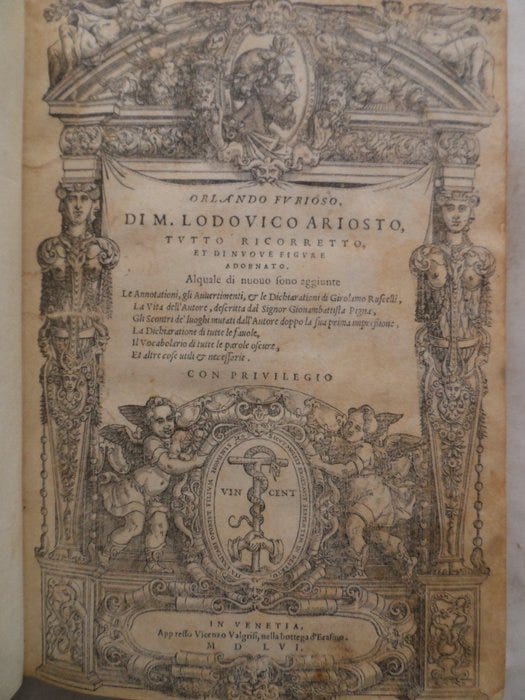 ORLANDO FVRIOSO,
DI M. LODOVICO ARIOSTO,
TVTTO RICORRETTO,
ET DI NVOVE FIGVRE
ADORNATO.
Alquale di nuouo sono aggiunte
Le Annotationi, gli Auuertimenti, & le Dichiarationi di Girolamo Ruscelli,
La Vita dell'Autore, descritta dal Signor Giouambattista Pigna,
Gli Scontri de' luoghi mutati dall'Autore doppo la sua prima impressione,
La Dichiaratione di tutte le fauole,
Il Vocabolario di tutte le parole oscure,
Et altre cose utili & necessarie.
CON PRIVILEGIO
VIN CENT
IN VENETIA,
Appresso Vicenzo Valgrisi, nella bottega d'Erasmo.
M D LVI.